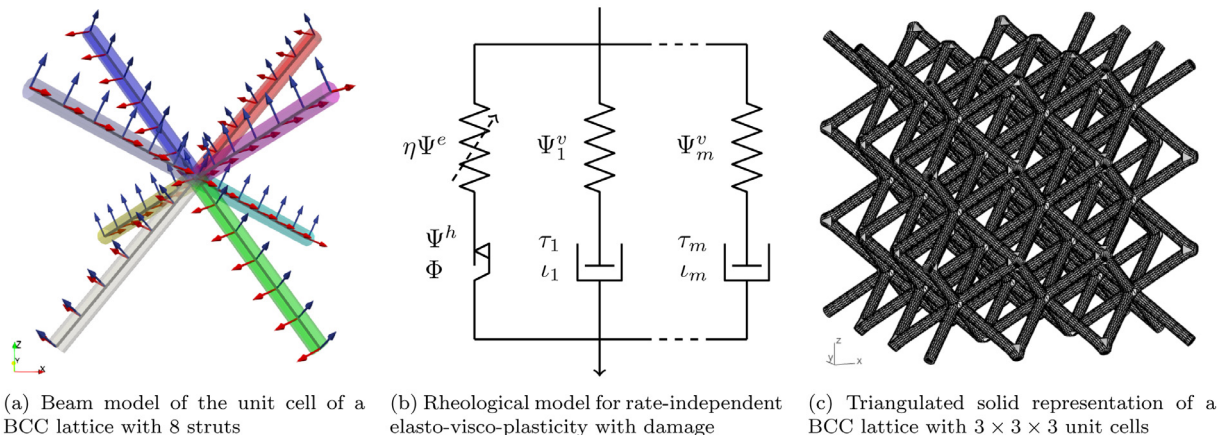 ηΨ^e
Ψ_1^v
Ψ_m^v
Ψ^h
Φ
τ_1
ι_1
τ_m
ι_m
Z
Y
X
z
y
x
(a) Beam model of the unit cell of a
BCC lattice with 8 struts
(b) Rheological model for rate-independent
elasto-visco-plasticity with damage
(c) Triangulated solid representation of a
BCC lattice with 3 × 3 × 3 unit cells